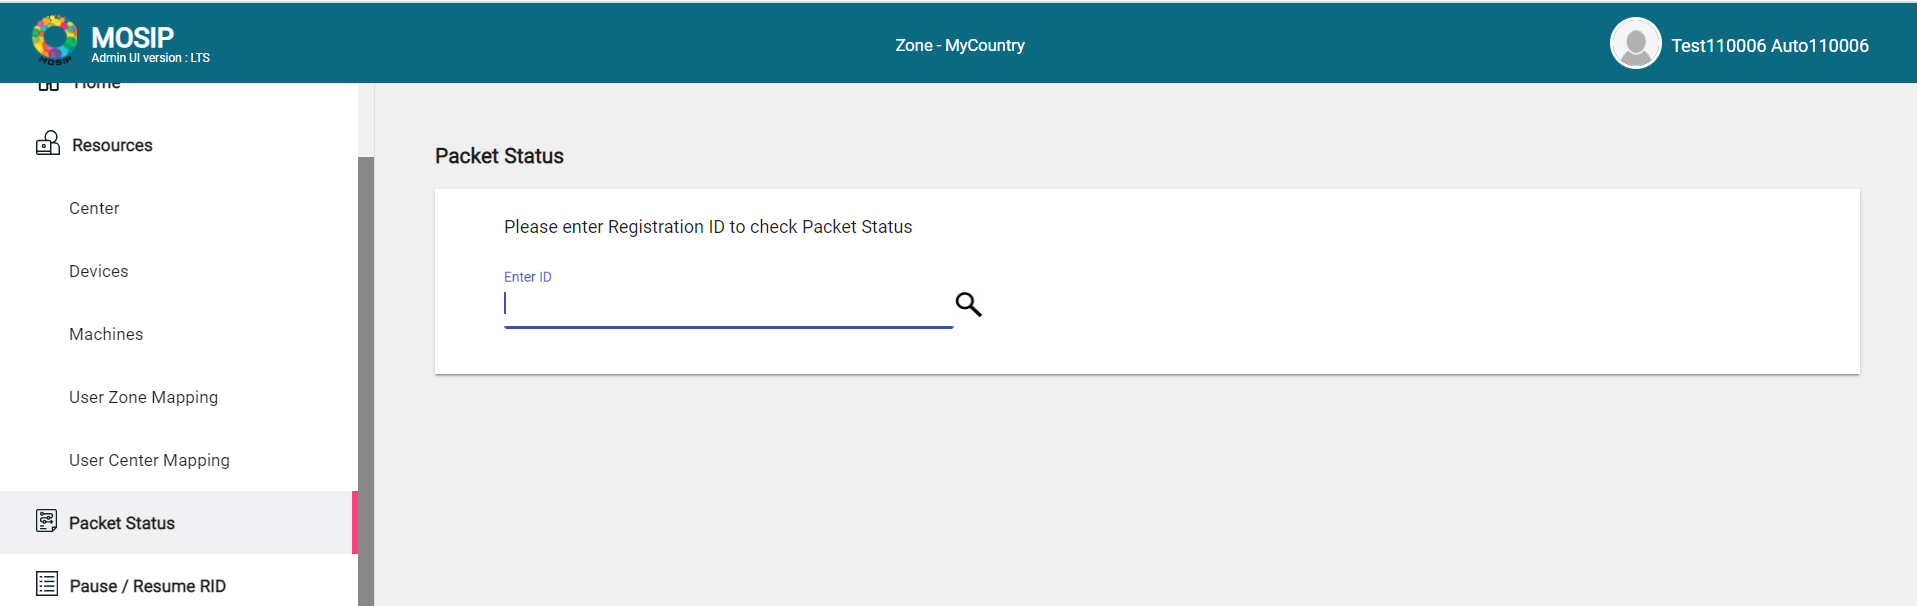 MOSIP
Admin UI version : LTS
Zone - MyCountry
Test110006 Auto110006
Home
Resources
Center
Devices
Machines
User Zone Mapping
User Center Mapping
Packet Status
Pause / Resume RID
Packet Status
Please enter Registration ID to check Packet Status
Enter ID